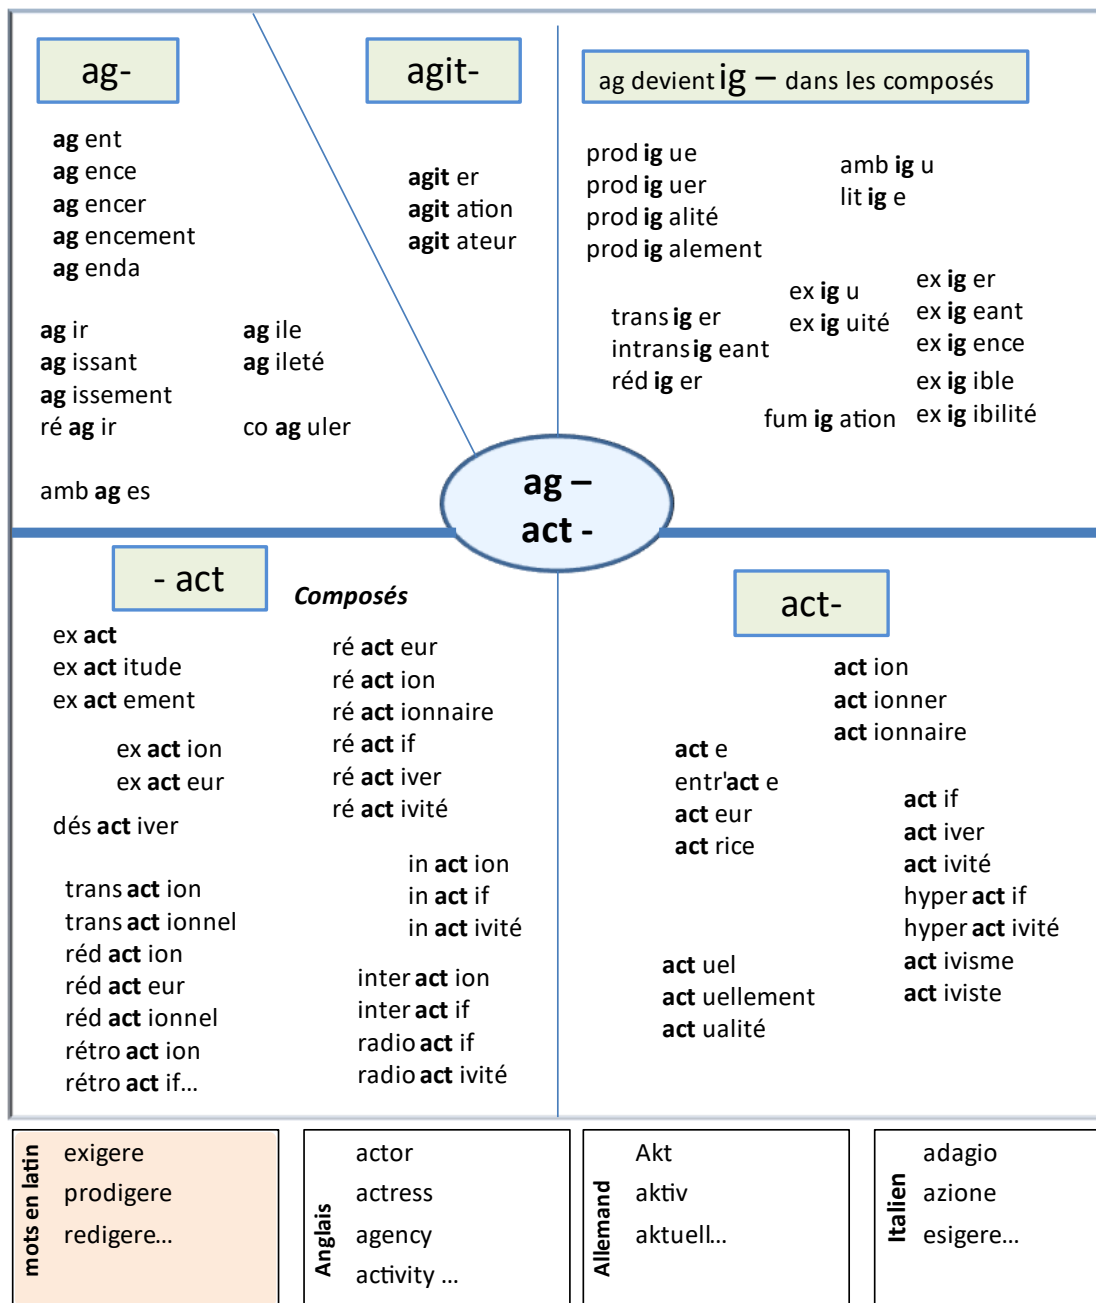 ag-
ag ent
ag ence
ag encer
ag encement
ag enda
ag ir
ag issant
ag issement
ré ag ir
amb ag es
ag ile
ag ileté
co ag uler
agit-
agit er
agit ation
agit ateur
ag devient ig – dans les composés
prod ig ue
prod ig uer
prod ig alité
prod ig alement
amb ig u
lit ig e
trans ig er
intrans ig eant
réd ig er
ex ig u
ex ig uité
ex ig er
ex ig eant
ex ig ence
ex ig ible
ex ig ibilité
fum ig ation
ag –
act -
- act
Composés
ex act
ex act itude
ex act ement
ex act ion
ex act eur
dés act iver
trans act ion
trans act ionnel
réd act ion
réd act eur
réd act ionnel
rétro act ion
rétro act if...
ré act eur
ré act ion
ré act ionnaire
ré act if
ré act iver
ré act ivité
in act ion
in act if
in act ivité
inter act ion
inter act if
radio act if
radio act ivité
act-
act ion
act ionner
act ionnaire
act e
entr'act e
act eur
act rice
act if
act iver
act ivité
hyper act if
hyper act ivité
act ivisme
act iviste
act uel
act uellement
act ualité
mots en latin
exigere
prodigere
redigere...
Anglais
actor
actress
agency
activity ...
Allemand
Akt
aktiv
aktuell...
Italien
adagio
azione
esigere...